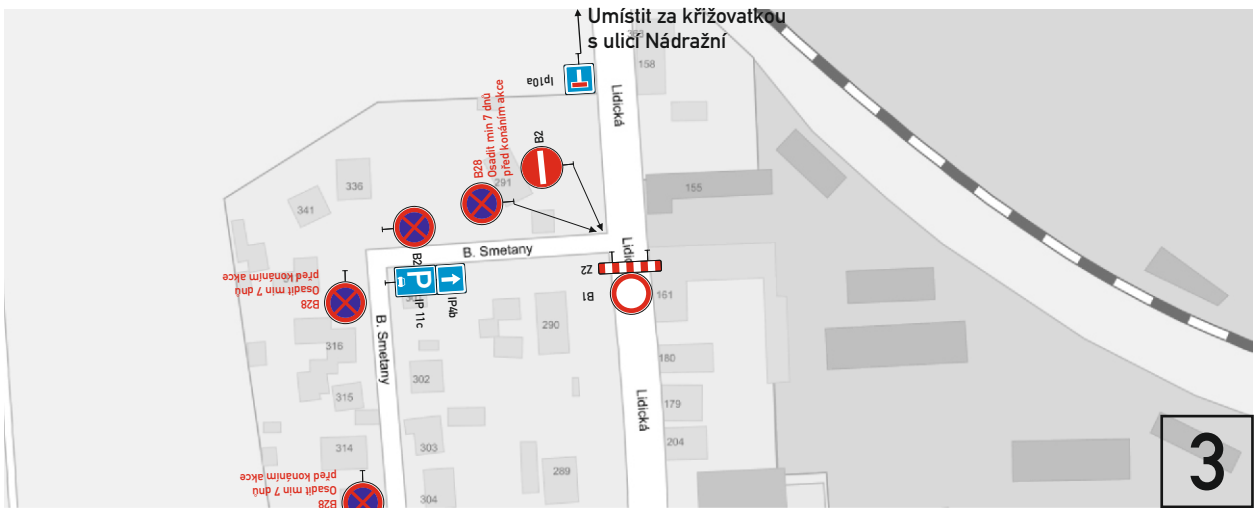 Umístit za křižovatkou
s ulicí Nádražní
158
Ip10a
Lidická
B28
Osadit min 7 dnů
před konáním akce
B2
291
336
341
155
B. Smetany
Lidic
Z2
B1
161
B2
P
IP 11c
IP4b
B28
Osadit min 7 dnů
před konáním akce
B. Smetany
316
290
302
180
315
179
Lidická
314
303
204
289
304
B28
Osadit min 7 dnů
před konáním akce
3